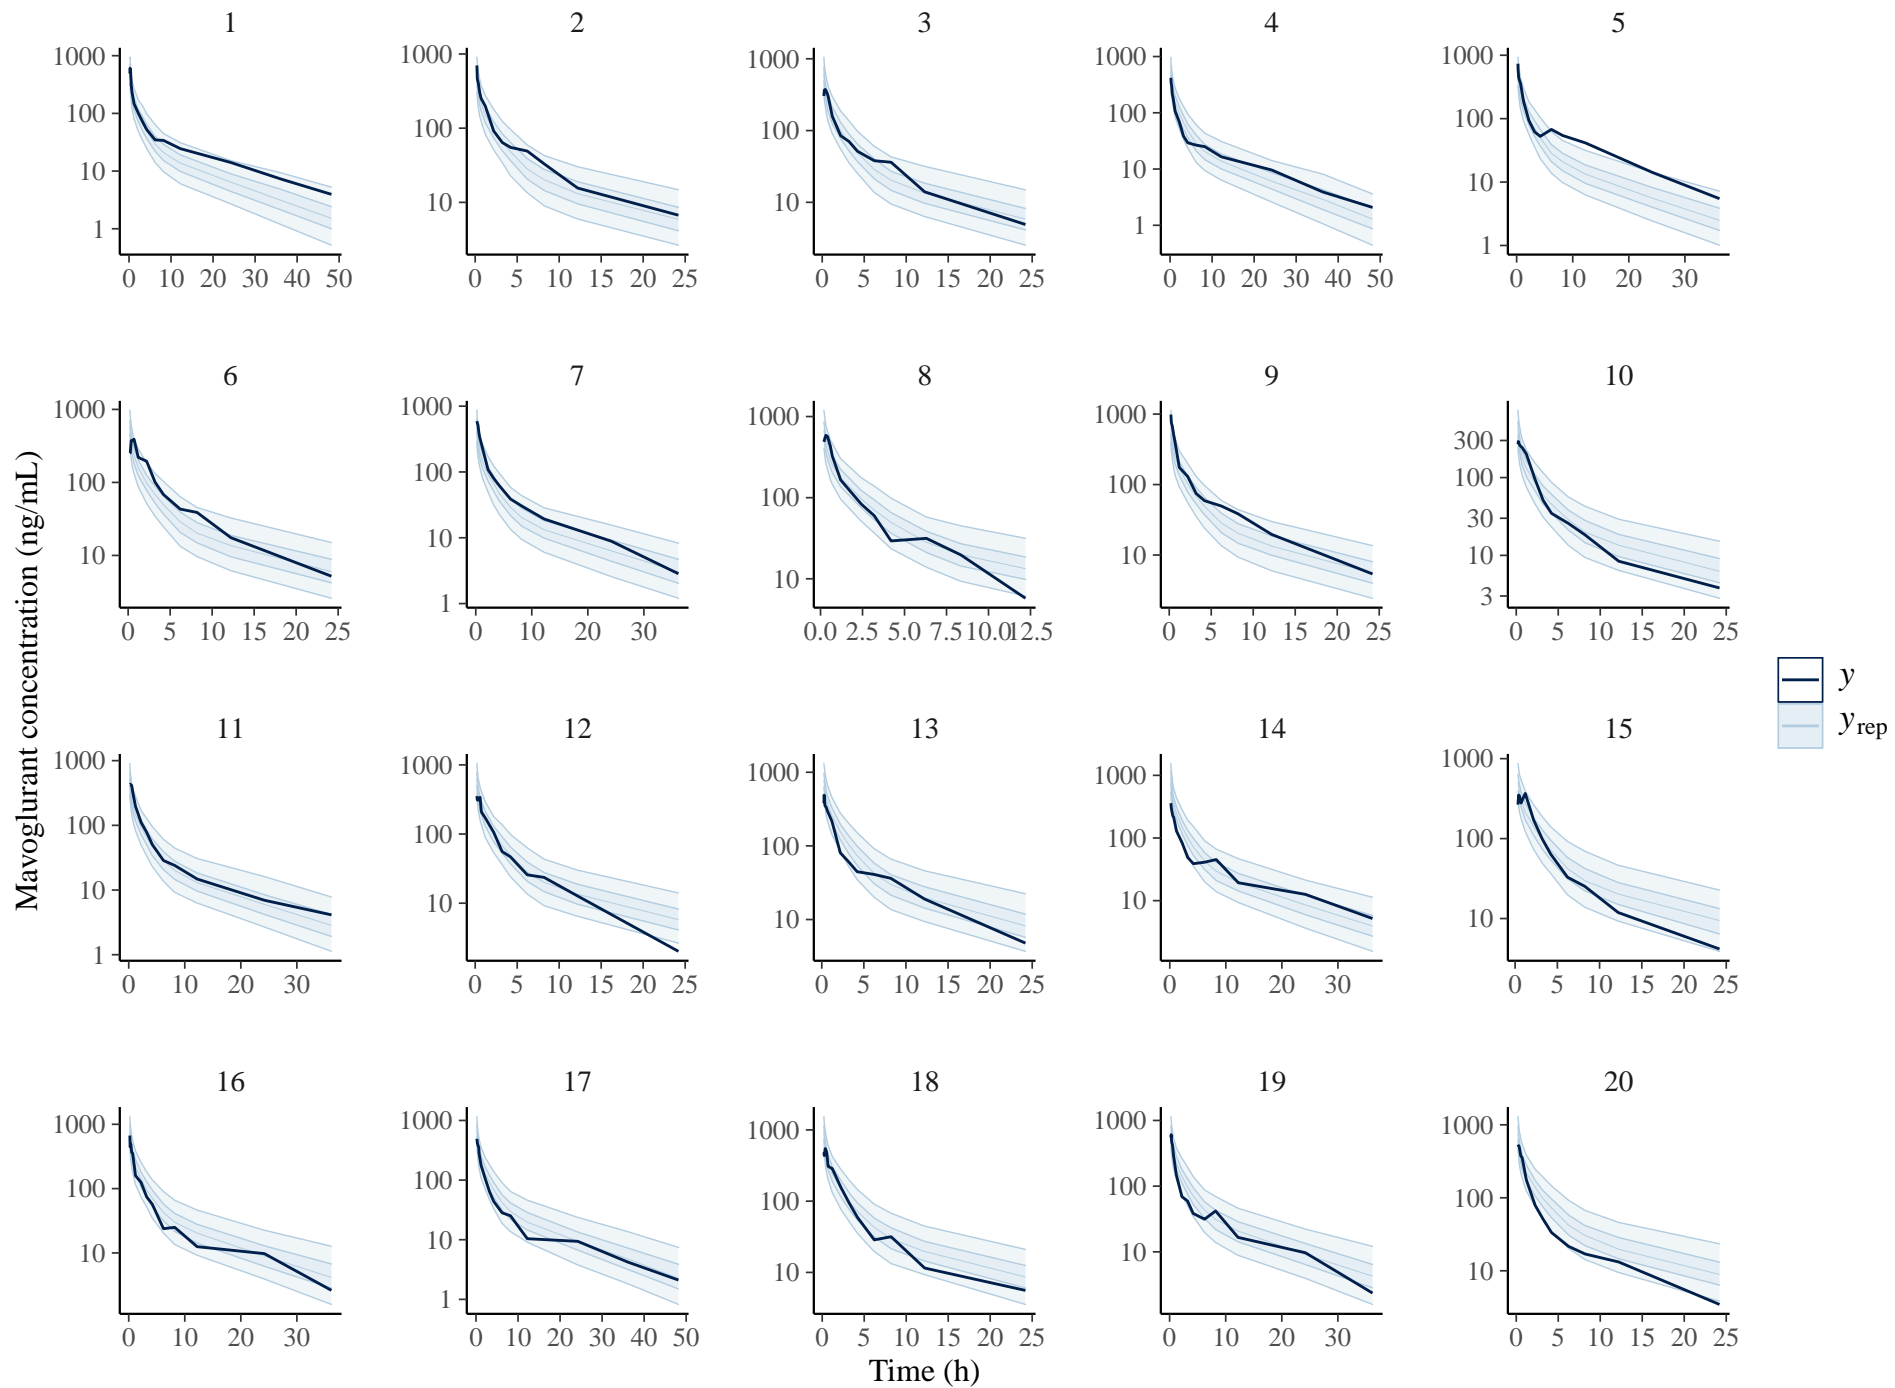 1 2 3 4 5
1000 1000 1000 1000 1000
100 100 100 100 100
10 10 10 10 10
1 1 1
0 10 20 30 40 50 0 5 10 15 20 25 0 5 10 15 20 25 0 10 20 30 40 50 0 10 20 30
6 7 8 9 10
1000 1000 1000 1000 300
100 100 100 100 100
10 10 10 10 30
1 10
3
0 5 10 15 20 25 0 10 20 30 0.0 2.5 5.0 7.5 10.0 12.5 0 5 10 15 20 25 0 5 10 15 20 25
Mavoglurant concentration (ng/mL)
y
yrep
11 12 13 14 15
1000 1000 1000 1000 1000
100 100 100 100 100
10 10 10 10 10
1
0 10 20 30 0 5 10 15 20 25 0 5 10 15 20 25 0 10 20 30 0 5 10 15 20 25
16 17 18 19 20
1000 1000 1000 1000 1000
100 100 100 100 100
10 10 10 10 10
1
0 10 20 30 0 10 20 30 40 50 0 5 10 15 20 25 0 10 20 30 0 5 10 15 20 25
Time (h)